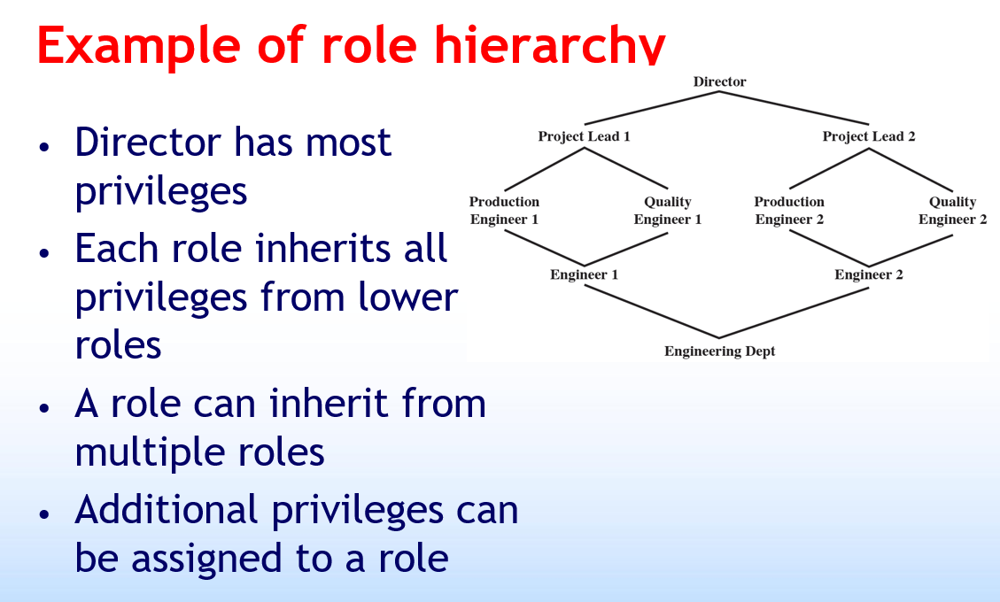 Example of role hierarchy
• Director has most
privileges
• Each role inherits all
privileges from lower
roles
• A role can inherit from
multiple roles
• Additional privileges can
be assigned to a role
Director
Project Lead 1
Project Lead 2
Production
Engineer 1
Quality
Engineer 1
Production
Engineer 2
Quality
Engineer 2
Engineer 1
Engineer 2
Engineering Dept